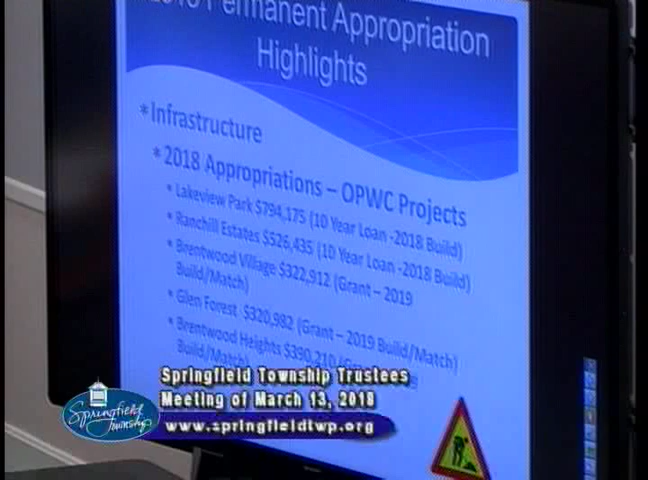 Permanent Appropriation
Highlights
*Infrastructure
*2018 Appropriations – OPWC Projects
* Lakeview Park $794,175 (10 Year Loan -2018 Build)
* Ranchill Estates $526,435 (10 Year Loan -2018 Build)
* Brentwood Village $322,912 (Grant – 2019
Build/Match)
* Glen Forest $320,982 (Grant – 2019 Build/Match)
* Brentwood Heights $390,210
Build/Match)
Springfield Township Trustees
Meeting of March 13, 2018
www.springfieldtwp.org
Springfield
Township